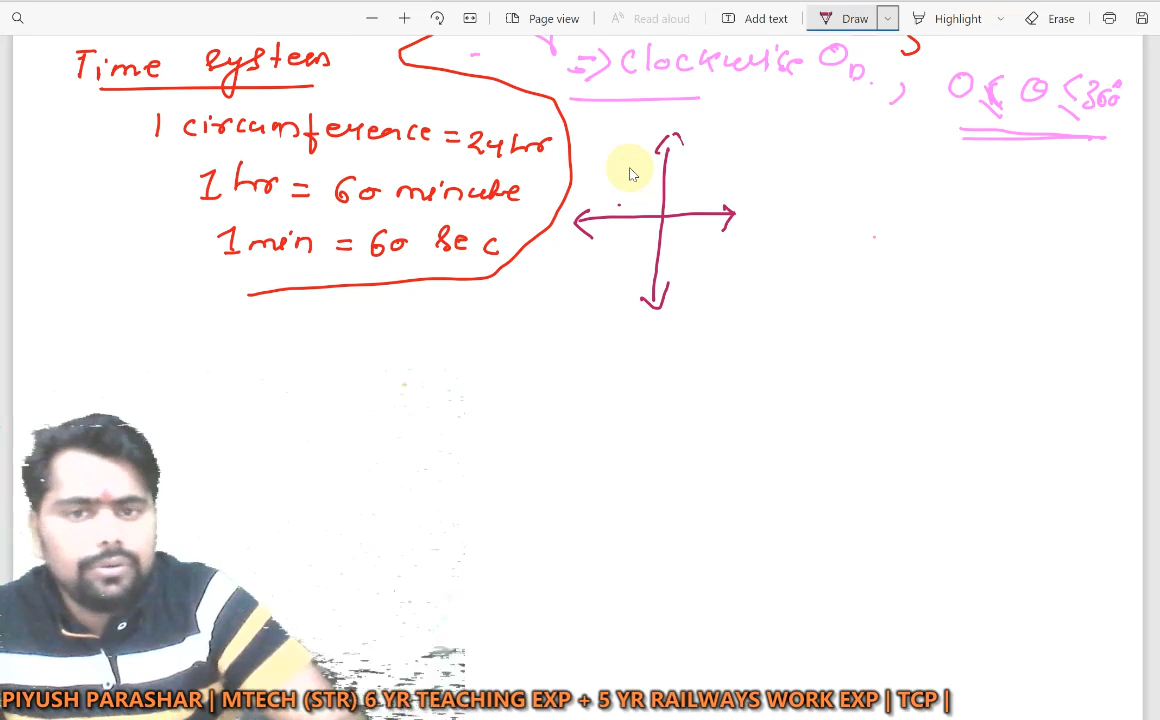 Page view
Read aloud
Add text
Draw
Highlight
Erase
Time system
⇒ Clockwise
360°
1 circumference = 24 hr
1 hr = 60 minute
1 min = 60 sec
PIYUSH PARASHAR | MTECH (STR) 6 YR TEACHING EXP + 5 YR RAILWAYS WORK EXP | TCP |